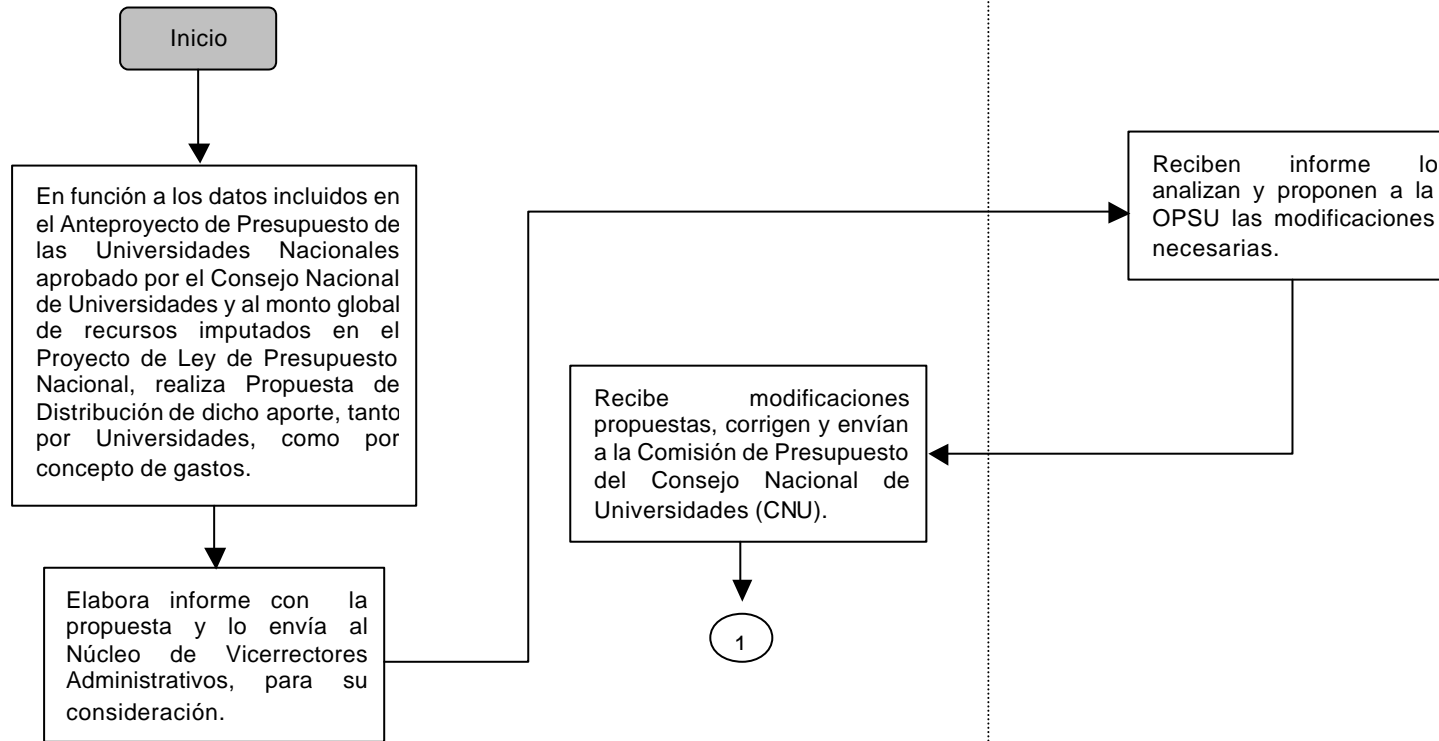 Inicio
En función a los datos incluidos en
el Anteproyecto de Presupuesto de
las Universidades Nacionales
aprobado por el Consejo Nacional
de Universidades y al monto global
de recursos imputados en el
Proyecto de Ley de Presupuesto
Nacional, realiza Propuesta de
Distribución de dicho aporte, tanto
por Universidades, como por
concepto de gastos.
Elabora informe con la
propuesta y lo envía al
Núcleo de Vicerrectores
Administrativos, para su
consideración.
Reciben informe lo
analizan y proponen a la
OPSU las modificaciones
necesarias.
Recibe modificaciones
propuestas, corrigen y envían
a la Comisión de Presupuesto
del Consejo Nacional de
Universidades (CNU).
1